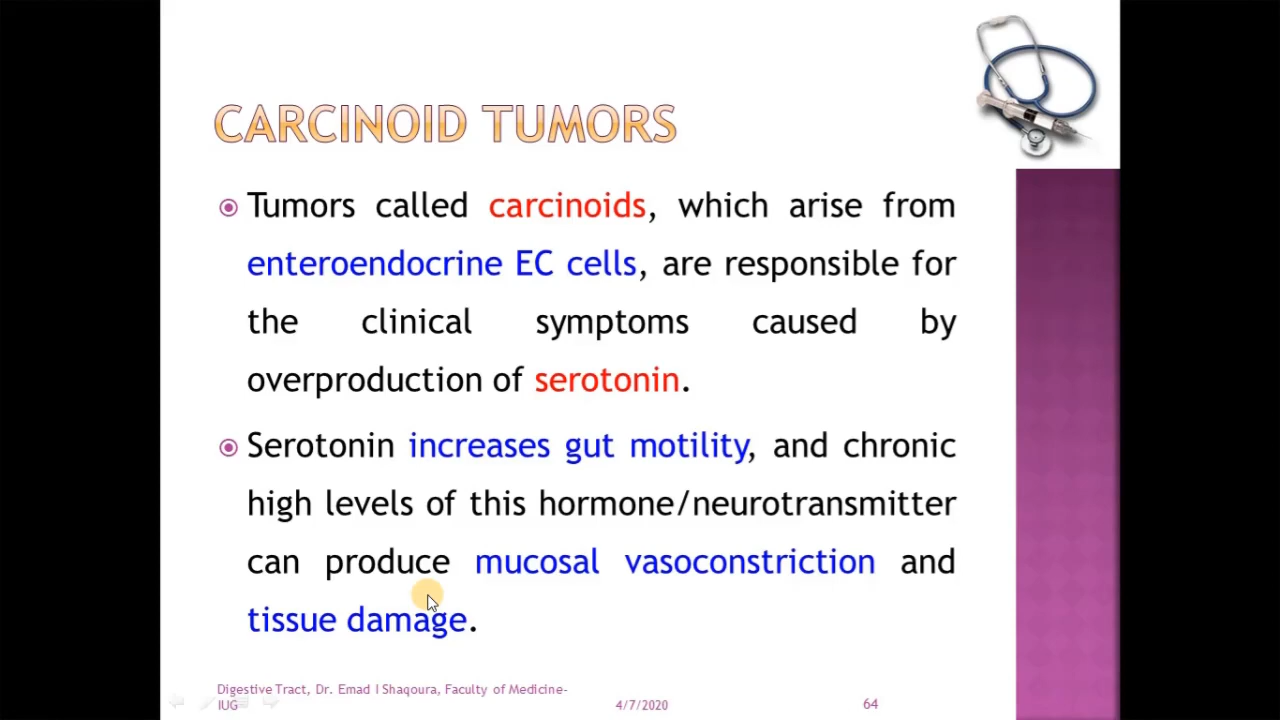 CARCINOID TUMORS
Tumors called carcinoids, which arise from
enteroendocrine EC cells, are responsible for
the clinical symptoms caused by
overproduction of serotonin.
Serotonin increases gut motility, and chronic
high levels of this hormone/neurotransmitter
can produce mucosal vasoconstriction and
tissue damage.
Digestive Tract, Dr. Emad I Shaqoura, Faculty of Medicine-
IUG
4/7/2020
64